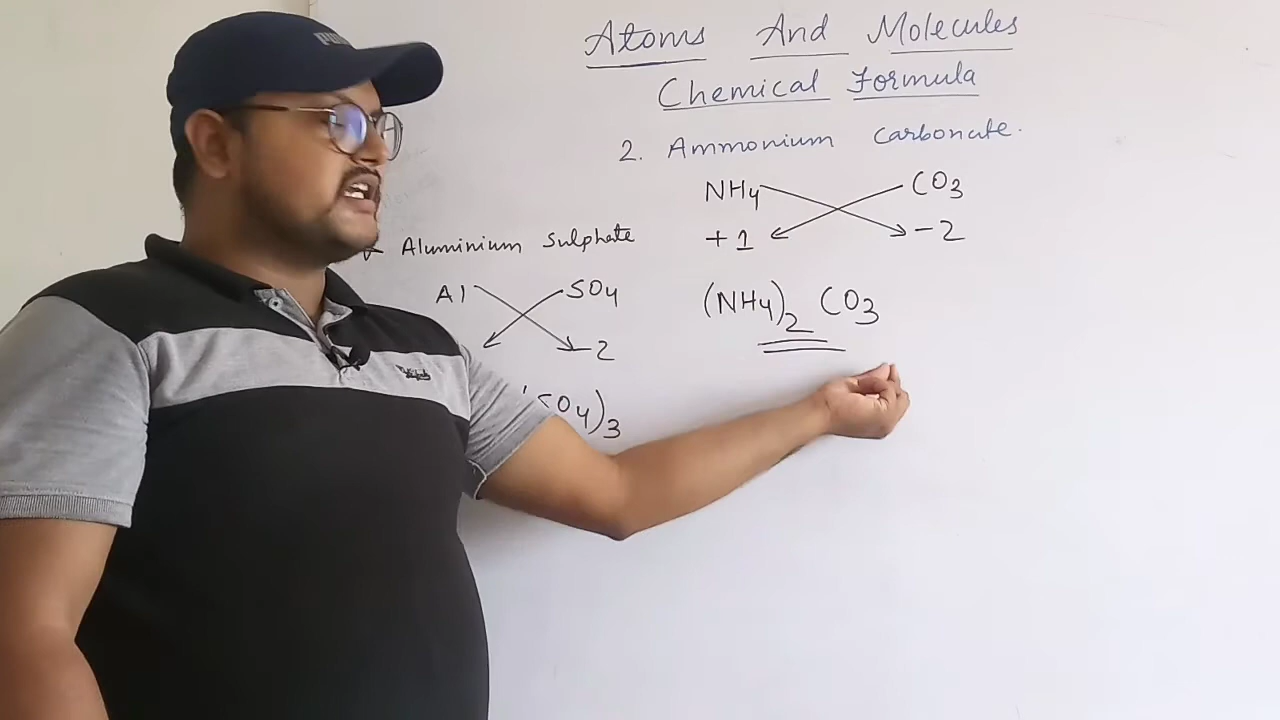 Atoms And Molecules
Chemical Formula
2. Ammonium Carbonate.
NH4 CO3
+1 -2
(NH4)2 CO3
Aluminium Sulphate
Al SO4
-2
SO4)3